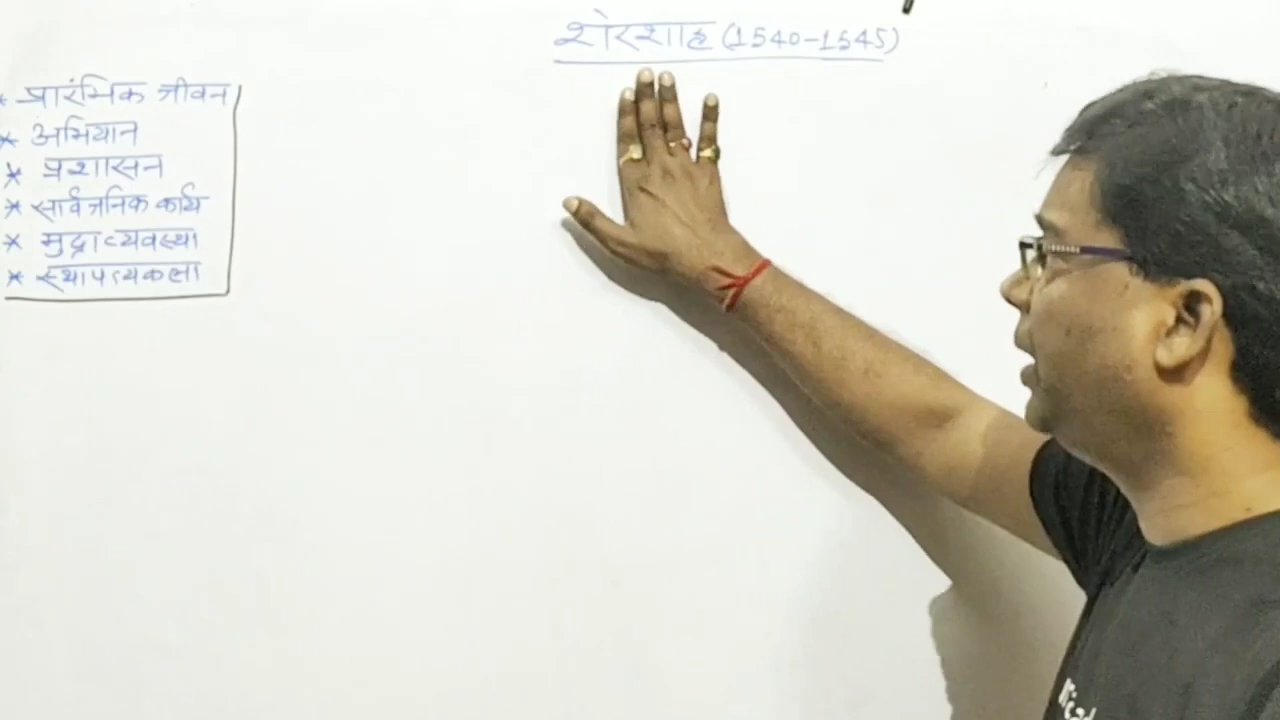 शेरशाह (1540-1545)
* प्रारंभिक जीवन
* अभियान
* प्रशासन
* सार्वजनिक कार्य
* मुद्रा व्यवस्था
* स्थापत्यकला